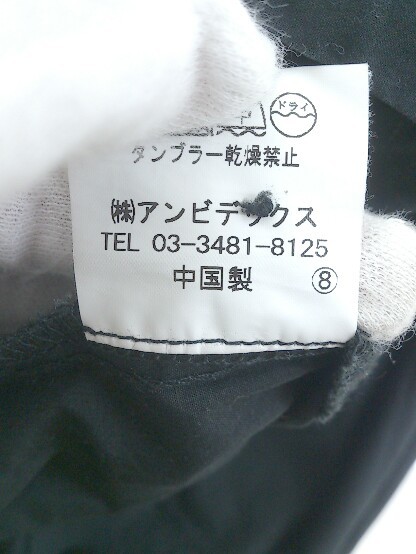 ドライ
タンブラー乾燥禁止
㈱アンビデックス
TEL 03-3481-8125
中国製 ⑧